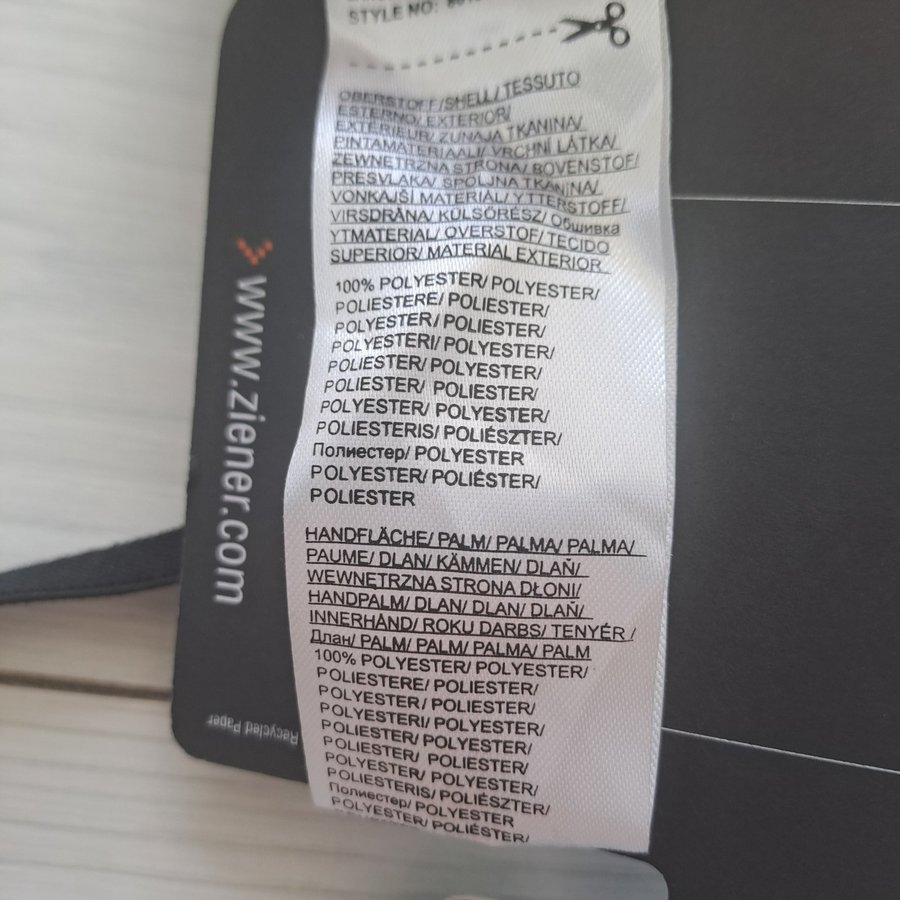 STYLE NO:
OBERSTOFF/SHELL/TESSUTO
ESTERNO/ EXTERIOR/
EXTÉRIEUR/ ZUNAJA TKANINA/
PINTAMATERIAALI/ VRCHNÍ LÁTKA/
ZEWNĘTRZNA STRONA/ BOVENSTOF/
PRESVLAKA/ SPOLJNA TKANINA/
VONKAJŠÍ MATERIÁL/ YTTERSTOFF/
VIRSDRĀNA/ KÜLSŐRÉSZ/ Обшивка
YTMATERIAL/ OVERSTOF/ TECIDO
SUPERIOR/ MATERIAL EXTERIOR
100% POLYESTER/ POLYESTER/
POLIESTERE/ POLIESTER/
POLYESTER/ POLIESTER/
POLYESTERI/ POLYESTER/
POLIESTER/ POLYESTER/
POLIESTER/ POLIESTER/
POLYESTER/ POLYESTER/
POLIESTERIS/ POLIÉSZTER/
Полиестер/ POLYESTER
POLYESTER/ POLIÉSTER/
POLIESTER
HANDFLÄCHE/ PALM/ PALMA/ PALMA/
PAUME/ DLAN/ KÄMMEN/ DLAŇ/
WEWNĘTRZNA STRONA DŁONI/
HANDPALM/ DLAN/ DLAN/ DLAŇ/
INNERHÅND/ ROKU DARBS/ TENYÉR /
Длан/ PALM/ PALM/ PALMA/ PALM
100% POLYESTER/ POLYESTER/
POLIESTERE/ POLIESTER/
POLYESTER/ POLIESTER/
POLYESTERI/ POLYESTER/
POLIESTER/ POLYESTER/
POLIESTER/ POLIESTER/
POLYESTER/ POLYESTER/
POLIESTERIS/ POLIÉSZTER/
Полиестер/ POLYESTER
POLYESTER/ POLIÉSTER/
www.ziener.com
Recycled Paper